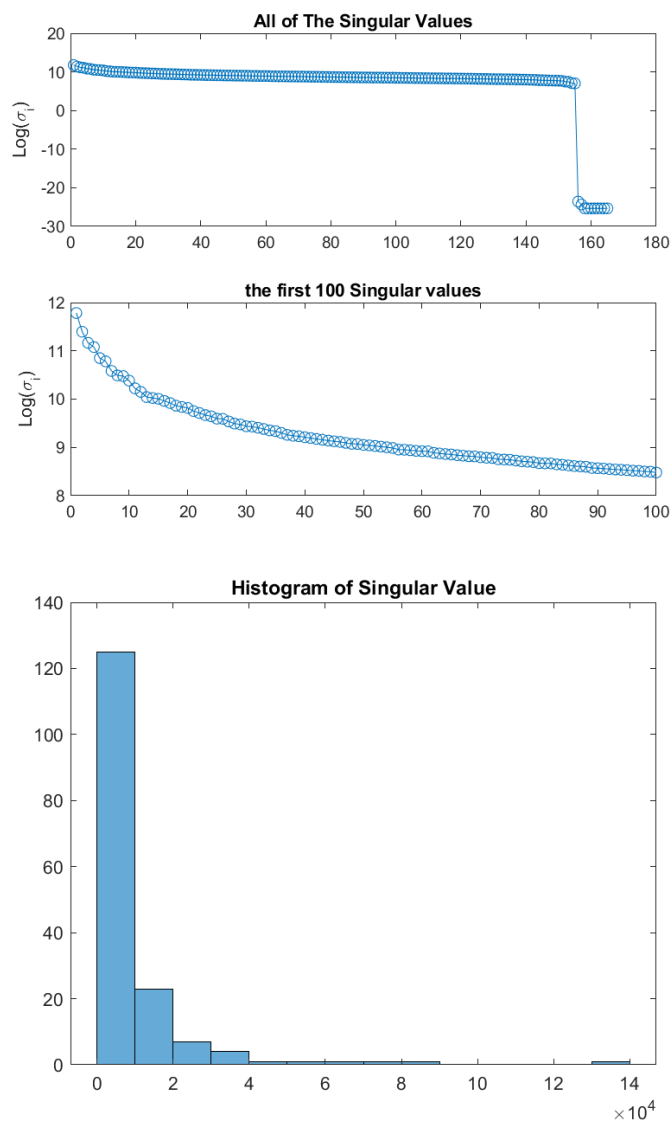 All of The Singular Values
20
10
0
-10
-20
-30
Log(σi)
0 20 40 60 80 100 120 140 160 180
the first 100 Singular values
12
11
10
9
8
Log(σi)
0 10 20 30 40 50 60 70 80 90 100
Histogram of Singular Value
140
120
100
80
60
40
20
0
0 2 4 6 8 10 12 14
×10^4